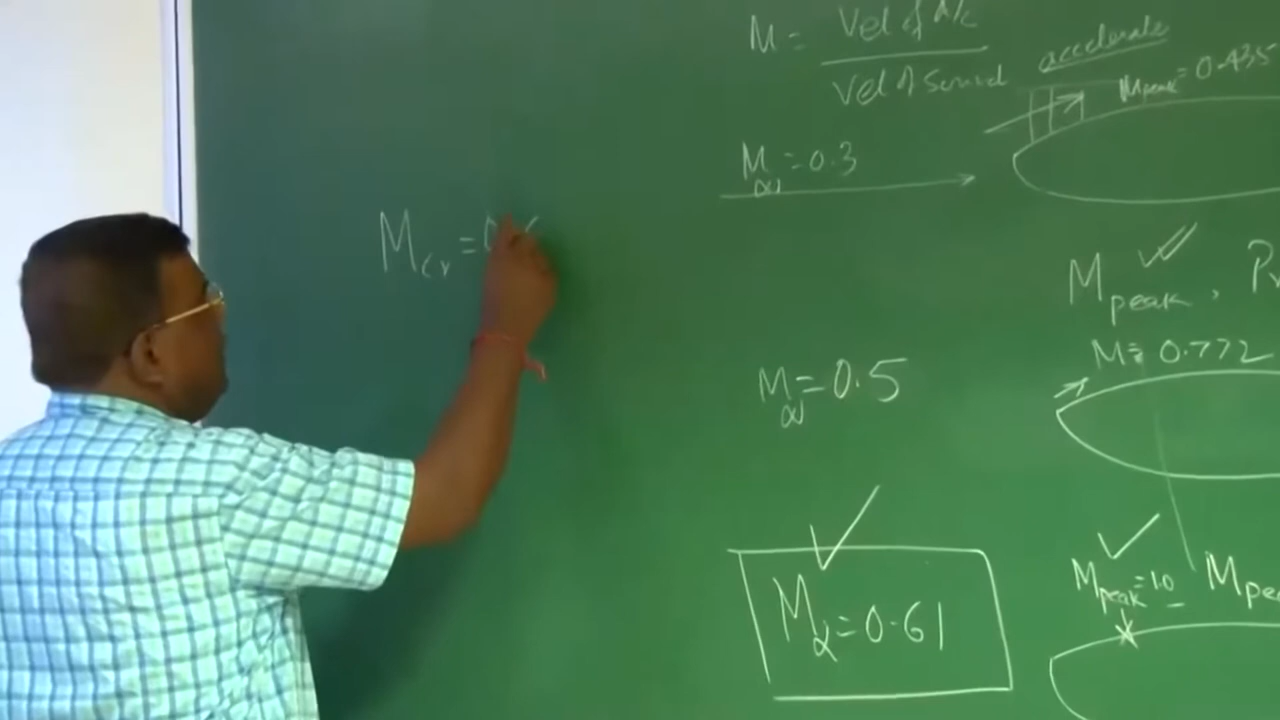 M = Vel of A/c
Vel of Sound
accelerate
Mpeak = 0.435
M∞ = 0.3
Mcr = 0.6
Mpeak,
M = 0.772
M∞ = 0.5
Mpeak = 1.0
M∞ = 0.61